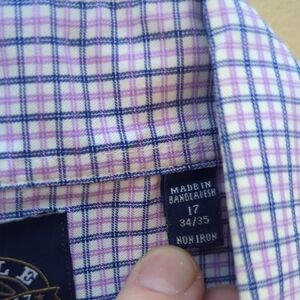 MADE IN
BANGLADESH
17
34/35
NON IRON